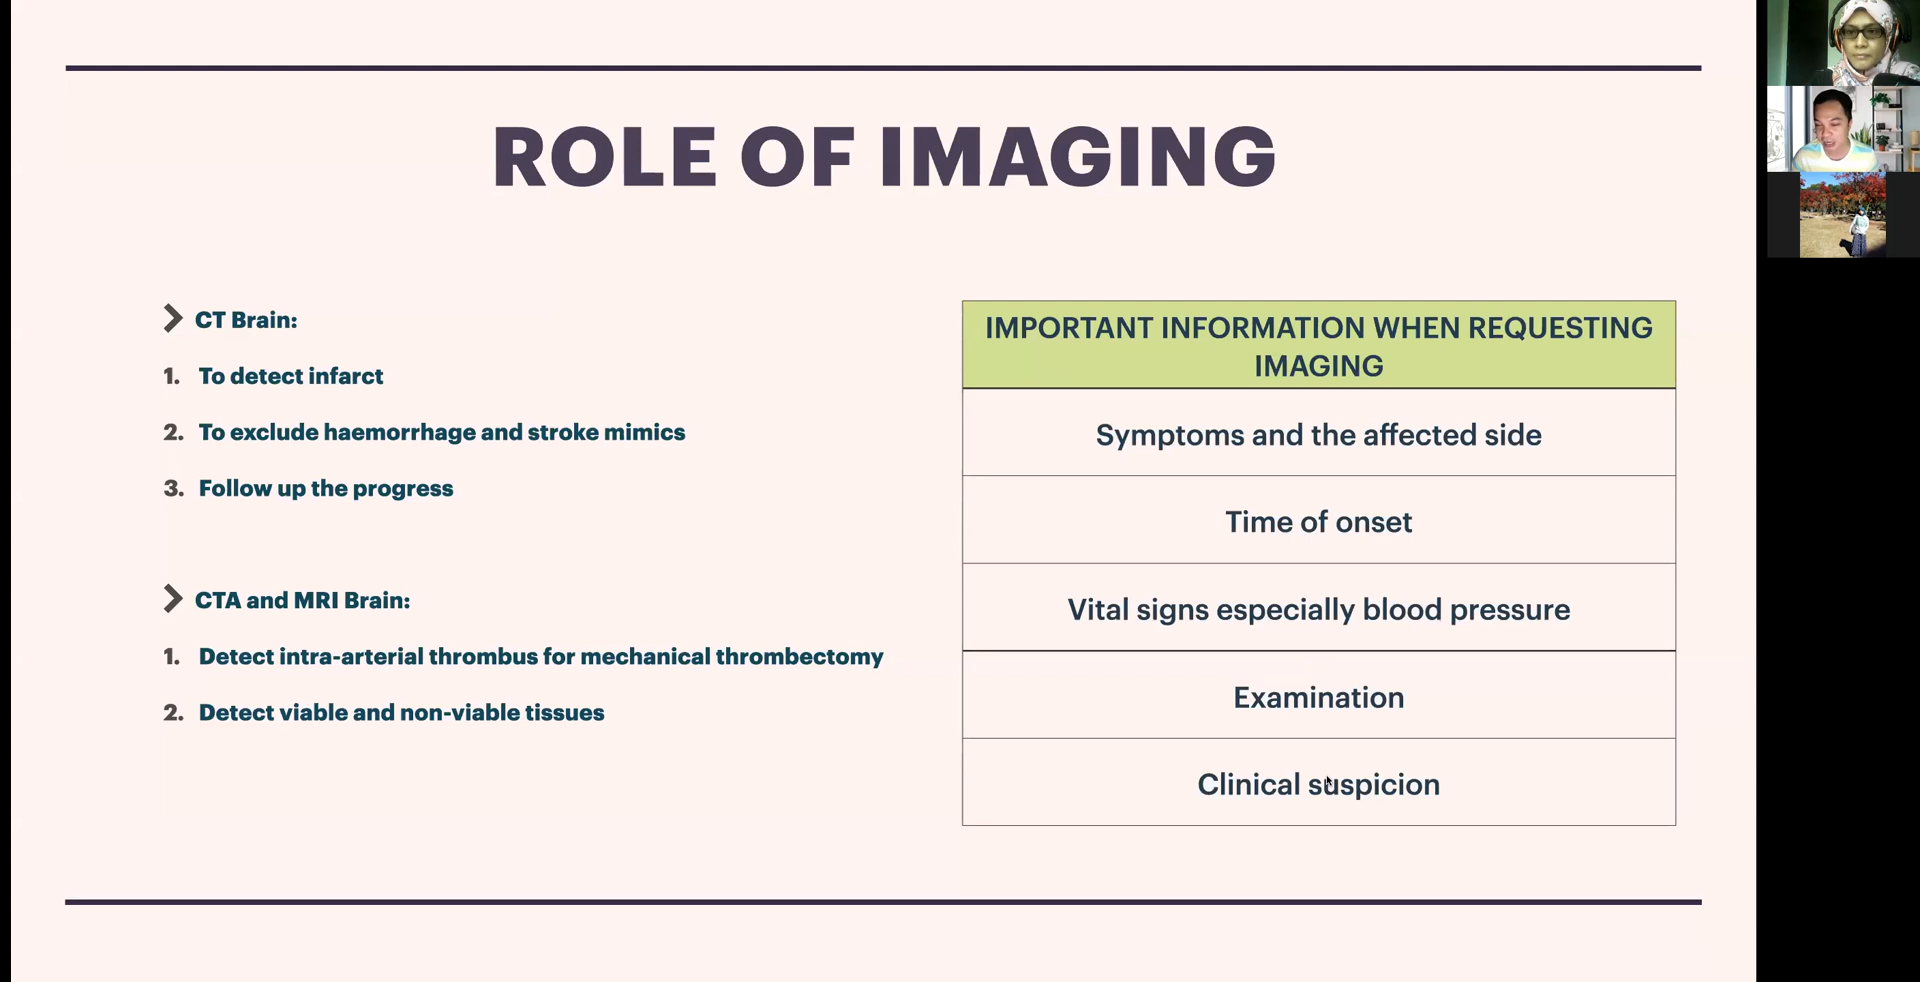 ROLE OF IMAGING
CT Brain:
1. To detect infarct
2. To exclude haemorrhage and stroke mimics
3. Follow up the progress
CTA and MRI Brain:
1. Detect intra-arterial thrombus for mechanical thrombectomy
2. Detect viable and non-viable tissues
IMPORTANT INFORMATION WHEN REQUESTING
IMAGING
Symptoms and the affected side
Time of onset
Vital signs especially blood pressure
Examination
Clinical suspicion